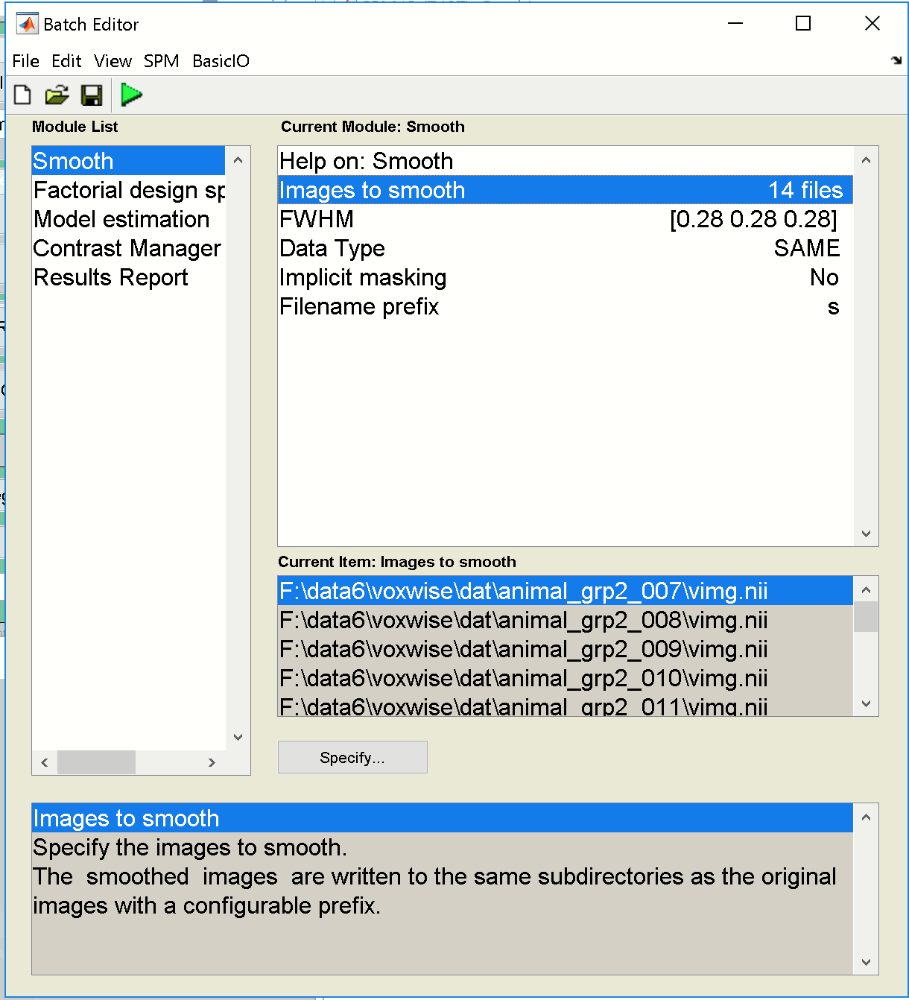 Batch Editor
File Edit View SPM BasicIO
Module List
Smooth
Factorial design sp
Model estimation
Contrast Manager
Results Report
Current Module: Smooth
Help on: Smooth
Images to smooth 14 files
FWHM [0.28 0.28 0.28]
Data Type SAME
Implicit masking No
Filename prefix s
Current Item: Images to smooth
F:\data6\voxwise\dat\animal_grp2_007\vimg.nii
F:\data6\voxwise\dat\animal_grp2_008\vimg.nii
F:\data6\voxwise\dat\animal_grp2_009\vimg.nii
F:\data6\voxwise\dat\animal_grp2_010\vimg.nii
F:\data6\voxwise\dat\animal_grp2_011\vimg.nii
Specify...
Images to smooth
Specify the images to smooth.
The smoothed images are written to the same subdirectories as the original
images with a configurable prefix.